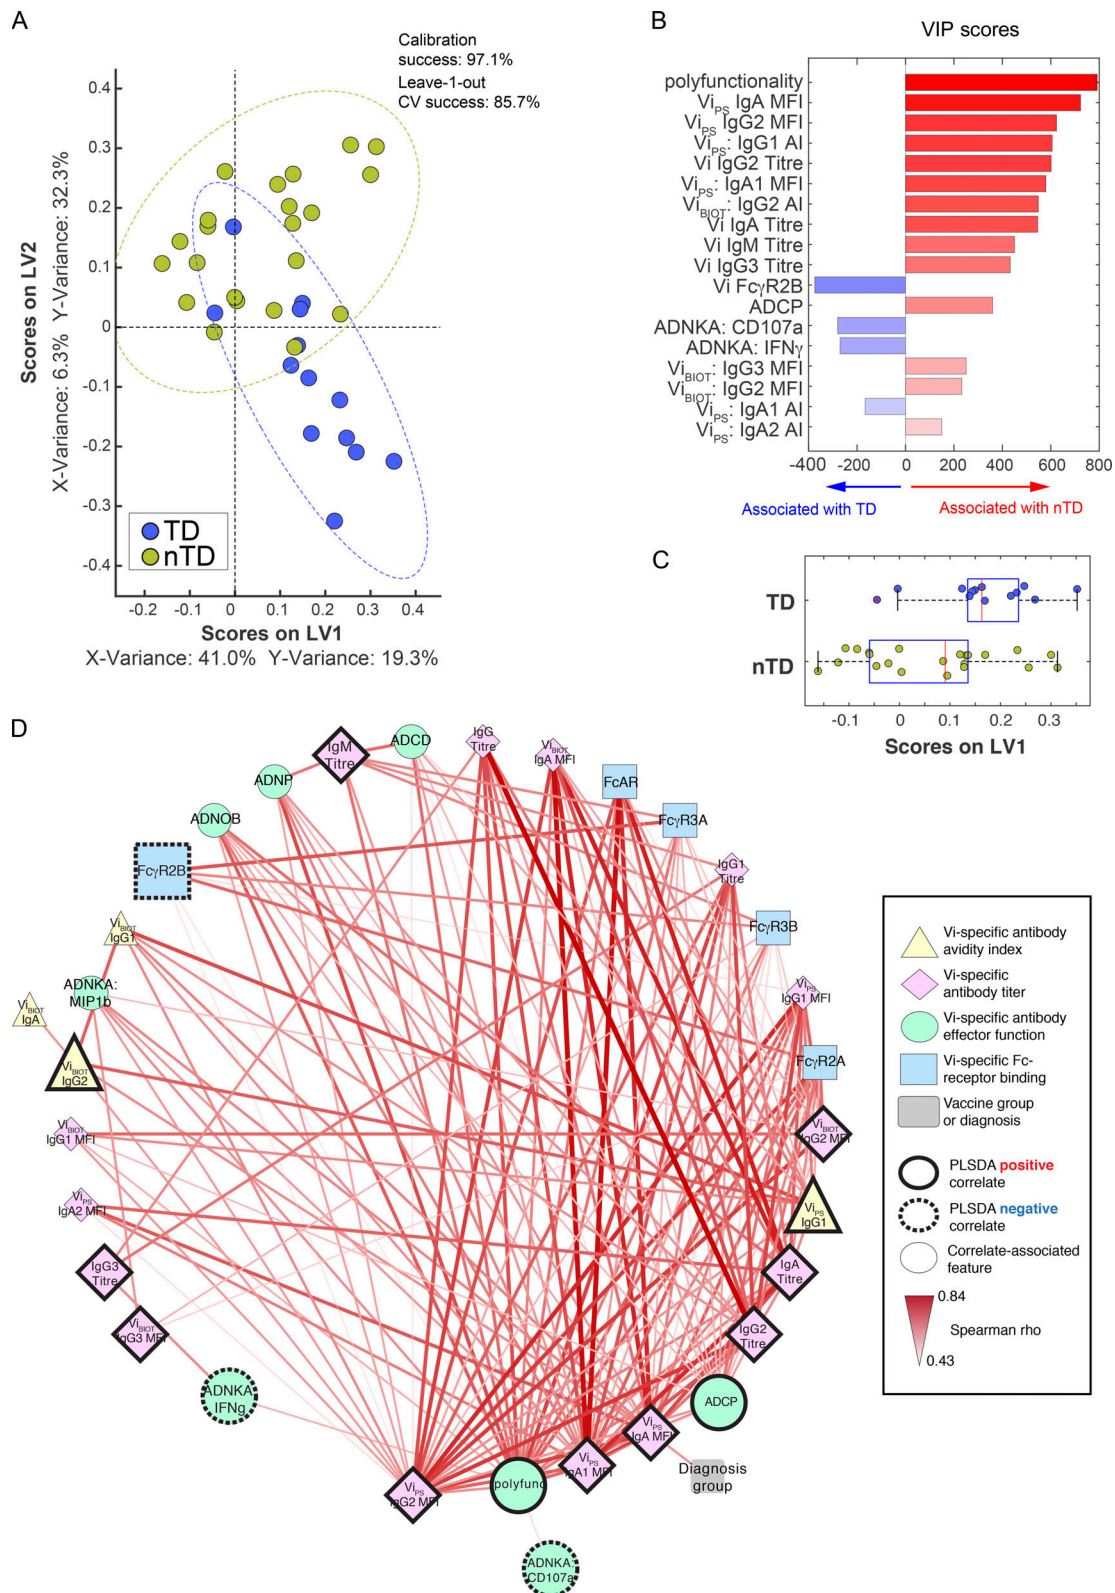 A
Calibration
success: 97.1%
Leave-1-out
CV success: 85.7%
0.4
0.3
0.2
0.1
0
-0.1
-0.2
-0.3
-0.4
Scores on LV2
X-Variance: 6.3% Y-Variance: 32.3%
TD
nTD
-0.2 -0.1 0 0.1 0.2 0.3 0.4
Scores on LV1
X-Variance: 41.0% Y-Variance: 19.3%
B
VIP scores
polyfunctionality
ViPS IgA MFI
ViPS IgG2 MFI
ViPS: IgG1 AI
Vi IgG2 Titre
ViPS: IgA1 MFI
ViBIOT: IgG2 AI
Vi IgA Titre
Vi IgM Titre
Vi IgG3 Titre
Vi FcγR2B
ADCP
ADNKA: CD107a
ADNKA: IFNγ
ViBIOT: IgG3 MFI
ViBIOT: IgG2 MFI
ViPS: IgA1 AI
ViPS: IgA2 AI
-400 -200 0 200 400 600 800
Associated with TD
Associated with nTD
C
TD
nTD
-0.1 0 0.1 0.2 0.3
Scores on LV1
D
IgM
Titre
ADCD
IgG
Titre
ViBIOT
IgA MFI
FcAR
FcγR3A
IgG1
Titre
FcγR3B
ViPS
IgG1 MFI
FcγR2A
ViBIOT
IgG2 MFI
ViPS
IgG1
IgA
Titre
IgG2
Titre
ADCP
ViPS
IgA MFI
Diagnosis
group
ViPS
IgA1 MFI
polyfunc
ADNKA:
CD107a
ViPS
IgG2 MFI
ADNKA:
IFNg
ViBIOT
IgG3 MFI
IgG3
Titre
ViPS
IgA2 MFI
ViBIOT
IgG1 MFI
ViBIOT
IgG2
ViBIOT
IgA
ADNKA:
MIP1b
ViBIOT
IgG1
FcγR2B
ADNOB
ADNP
Vi-specific antibody
avidity index
Vi-specific
antibody titer
Vi-specific antibody
effector function
Vi-specific Fc-
receptor binding
Vaccine group
or diagnosis
PLSDA positive
correlate
PLSDA negative
correlate
Correlate-associated
feature
0.84
Spearman rho
0.43